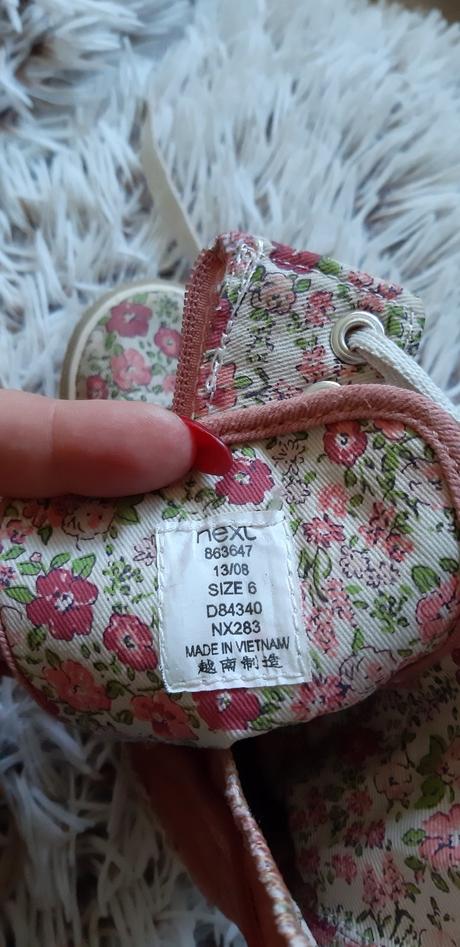 next
863647
13/08
SIZE 6
D84340
NX283
MADE IN VIETNAM
越南制造